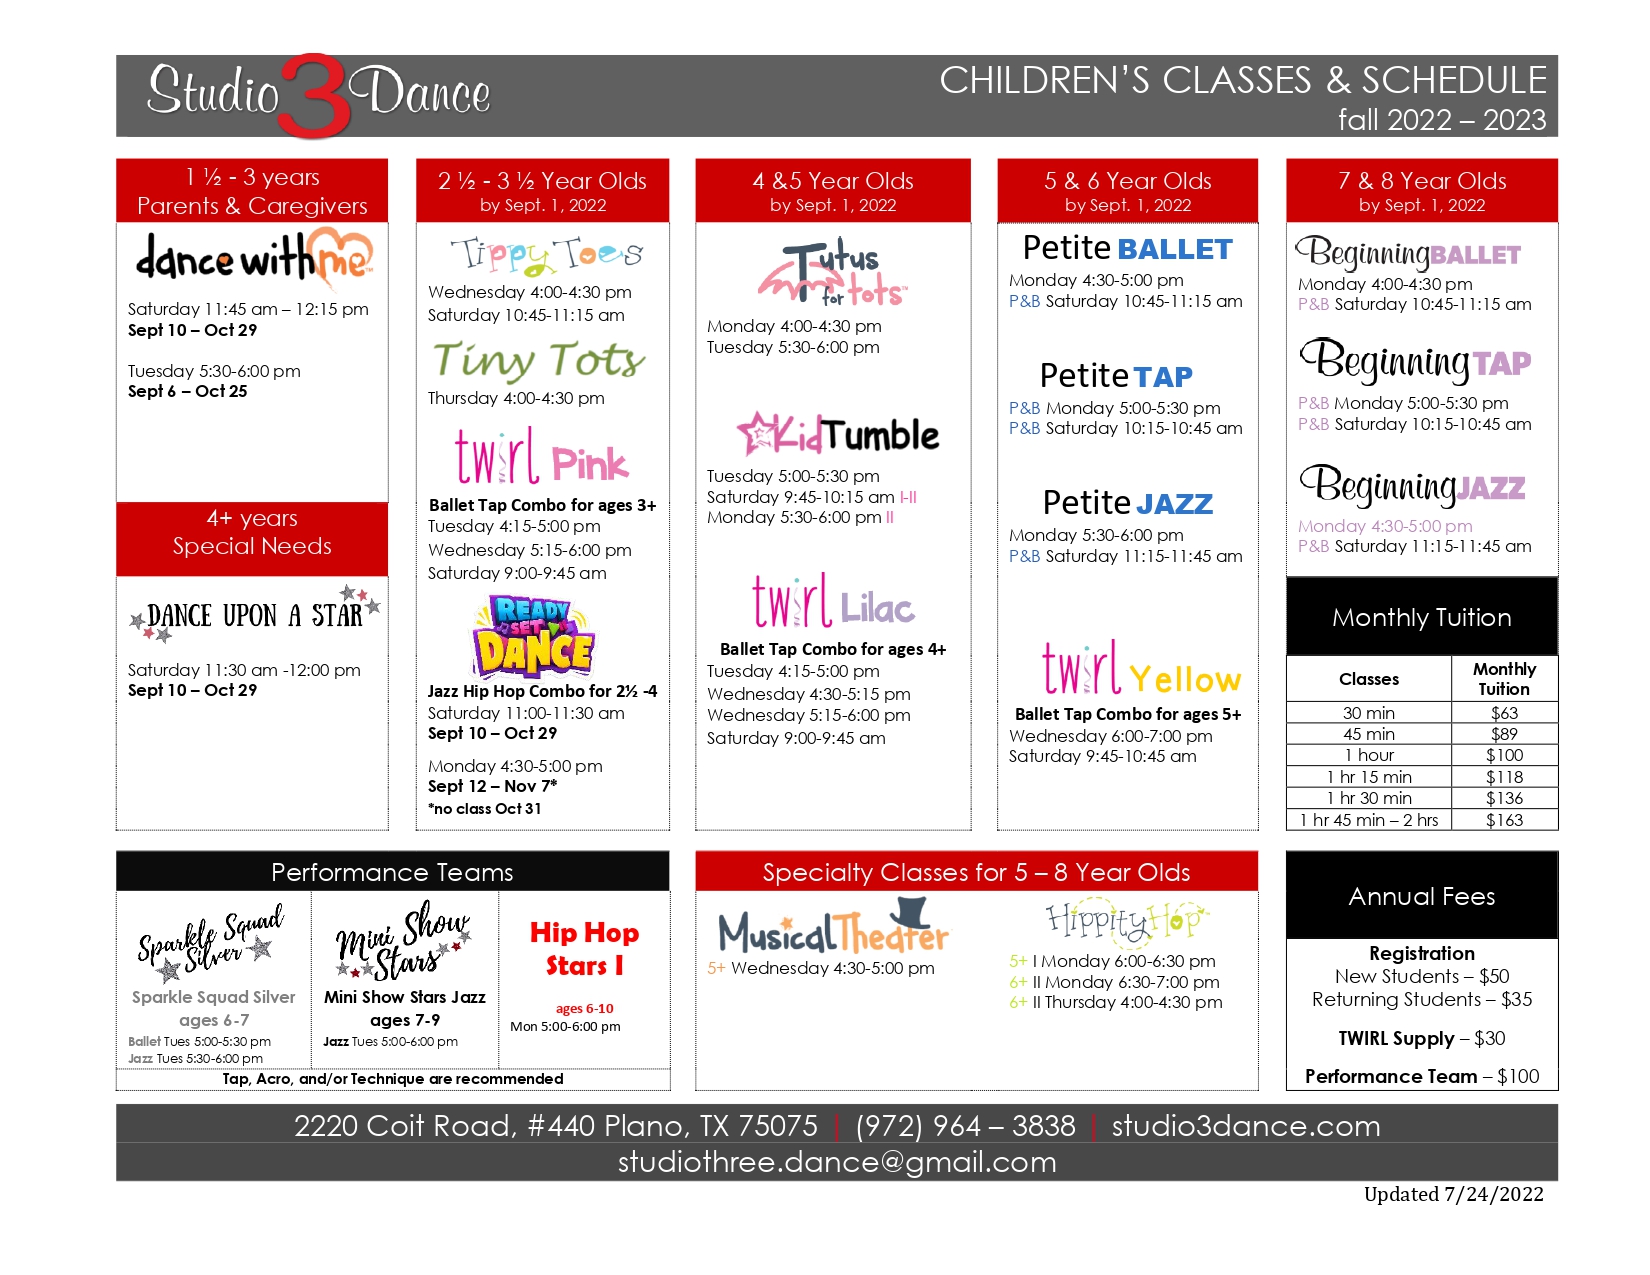 Studio 3 Dance
CHILDREN'S CLASSES & SCHEDULE
fall 2022 – 2023
1 ½ - 3 years
Parents & Caregivers
dance with me
Saturday 11:45 am – 12:15 pm
Sept 10 – Oct 29
Tuesday 5:30-6:00 pm
Sept 6 – Oct 25
4+ years
Special Needs
DANCE UPON A STAR
Saturday 11:30 am -12:00 pm
Sept 10 – Oct 29
2 ½ - 3 ½ Year Olds
by Sept. 1, 2022
Tippy Toes
Wednesday 4:00-4:30 pm
Saturday 10:45-11:15 am
Tiny Tots
Thursday 4:00-4:30 pm
twirl Pink
Ballet Tap Combo for ages 3+
Tuesday 4:15-5:00 pm
Wednesday 5:15-6:00 pm
Saturday 9:00-9:45 am
READY
SET
DANCE
Jazz Hip Hop Combo for 2½ -4
Saturday 11:00-11:30 am
Sept 10 – Oct 29
Monday 4:30-5:00 pm
Sept 12 – Nov 7*
*no class Oct 31
4 &5 Year Olds
by Sept. 1, 2022
Tutus
for tots™
Monday 4:00-4:30 pm
Tuesday 5:30-6:00 pm
KidTumble
Tuesday 5:00-5:30 pm
Saturday 9:45-10:15 am I-II
Monday 5:30-6:00 pm II
twirl Lilac
Ballet Tap Combo for ages 4+
Tuesday 4:15-5:00 pm
Wednesday 4:30-5:15 pm
Wednesday 5:15-6:00 pm
Saturday 9:00-9:45 am
5 & 6 Year Olds
by Sept. 1, 2022
Petite BALLET
Monday 4:30-5:00 pm
P&B Saturday 10:45-11:15 am
Petite TAP
P&B Monday 5:00-5:30 pm
P&B Saturday 10:15-10:45 am
Petite JAZZ
Monday 5:30-6:00 pm
P&B Saturday 11:15-11:45 am
twirl Yellow
Ballet Tap Combo for ages 5+
Wednesday 6:00-7:00 pm
Saturday 9:45-10:45 am
7 & 8 Year Olds
by Sept. 1, 2022
Beginning BALLET
Monday 4:00-4:30 pm
P&B Saturday 10:45-11:15 am
Beginning TAP
P&B Monday 5:00-5:30 pm
P&B Saturday 10:15-10:45 am
Beginning JAZZ
Monday 4:30-5:00 pm
P&B Saturday 11:15-11:45 am
Monthly Tuition
Classes Monthly Tuition
30 min $63
45 min $89
1 hour $100
1 hr 15 min $118
1 hr 30 min $136
1 hr 45 min – 2 hrs $163
Performance Teams
Sparkle Squad
Silver
Sparkle Squad Silver
ages 6-7
Ballet Tues 5:00-5:30 pm
Jazz Tues 5:30-6:00 pm
Mini Show
Stars
Mini Show Stars Jazz
ages 7-9
Jazz Tues 5:00-6:00 pm
Hip Hop
Stars I
ages 6-10
Mon 5:00-6:00 pm
Tap, Acro, and/or Technique are recommended
Specialty Classes for 5 – 8 Year Olds
Musical Theater
5+ Wednesday 4:30-5:00 pm
Hippity Hop
5+ I Monday 6:00-6:30 pm
6+ II Monday 6:30-7:00 pm
6+ II Thursday 4:00-4:30 pm
Annual Fees
Registration
New Students – $50
Returning Students – $35
TWIRL Supply – $30
Performance Team – $100
2220 Coit Road, #440 Plano, TX 75075 | (972) 964 – 3838 | studio3dance.com
studiothree.dance@gmail.com
Updated 7/24/2022